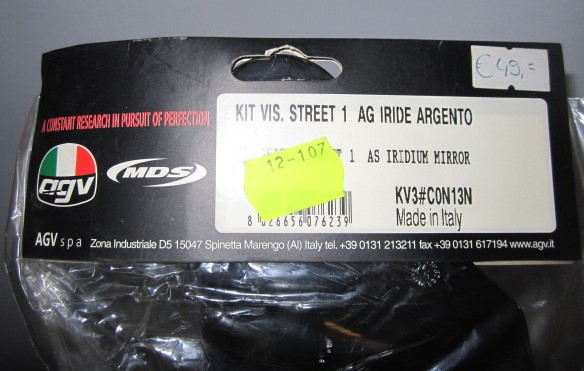 € 49,=
KIT VIS. STREET 1 AG IRIDE ARGENTO
A CONSTANT RESEARCH IN PURSUIT OF PERFECTION
12-107
1 AS IRIDIUM MIRROR
agv
MDS
KV3#C0N13N
8 026656 076239
Made in Italy
AGV spa Zona Industriale D5 15047 Spinetta Marengo (Al) Italy tel. +39 0131 213211 fax +39 0131 617194 www.agv.it